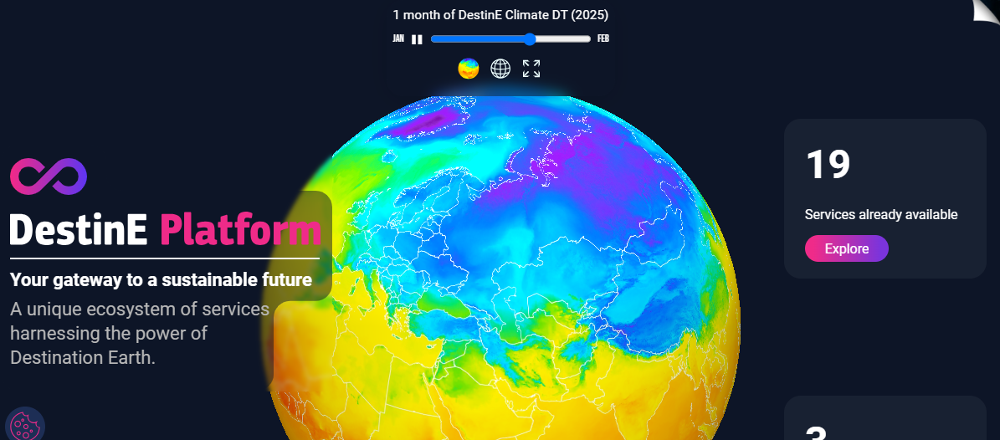 1 month of DestinE Climate DT (2025)
JAN
FEB
DestinE Platform
Your gateway to a sustainable future
A unique ecosystem of services
harnessing the power of
Destination Earth.
19
Services already available
Explore
3